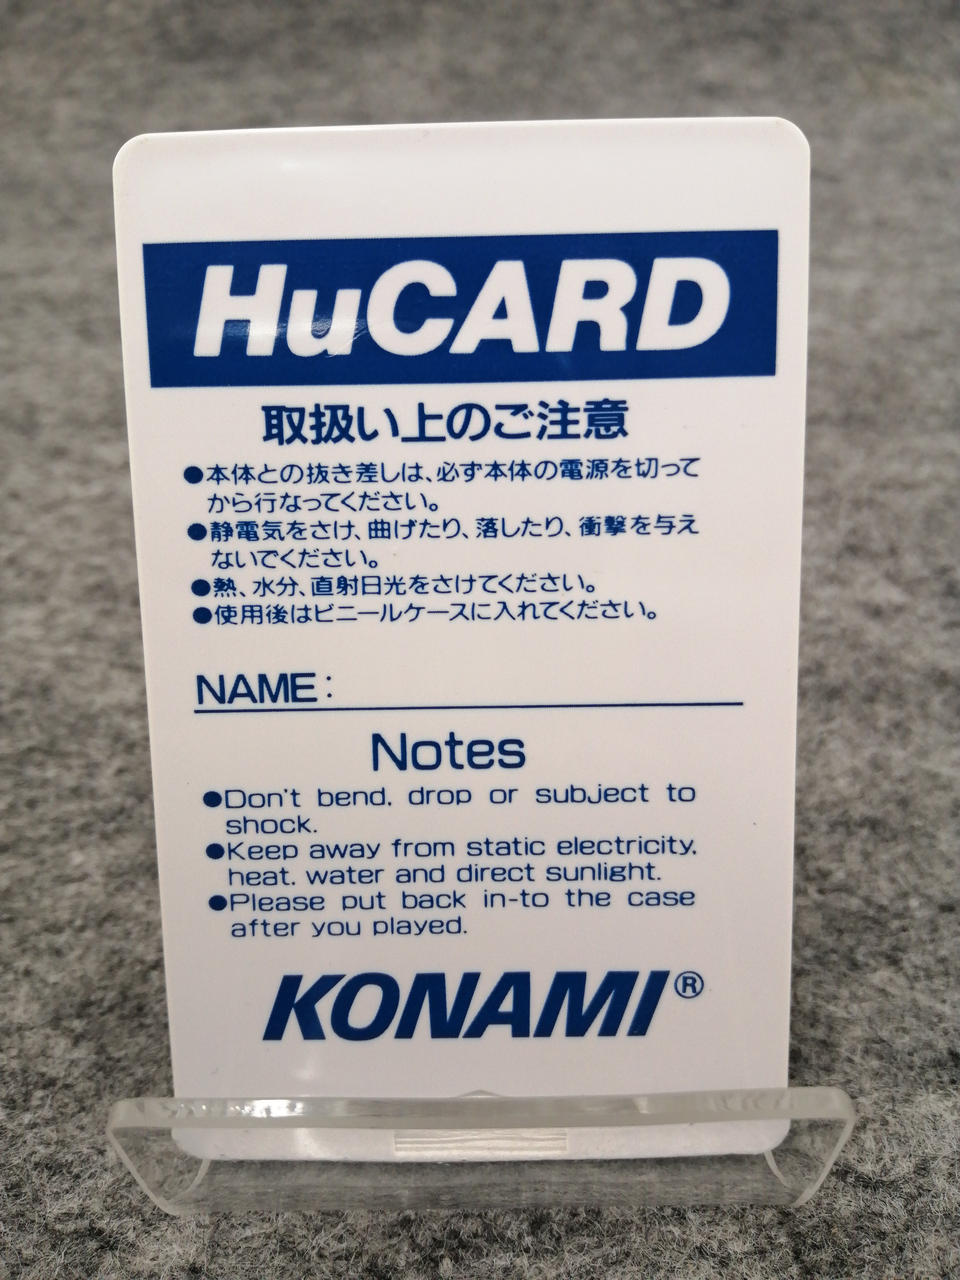 HuCARD
取扱い上のご注意
●本体との抜き差しは、必ず本体の電源を切って
から行なってください。
●静電気をさけ、曲げたり、落したり、衝撃を与え
ないでください。
●熱、水分、直射日光をさけてください。
●使用後はビニールケースに入れてください。
NAME:
Notes
●Don't bend, drop or subject to
shock.
●Keep away from static electricity,
heat, water and direct sunlight.
●Please put back in-to the case
after you played.
KONAMI®